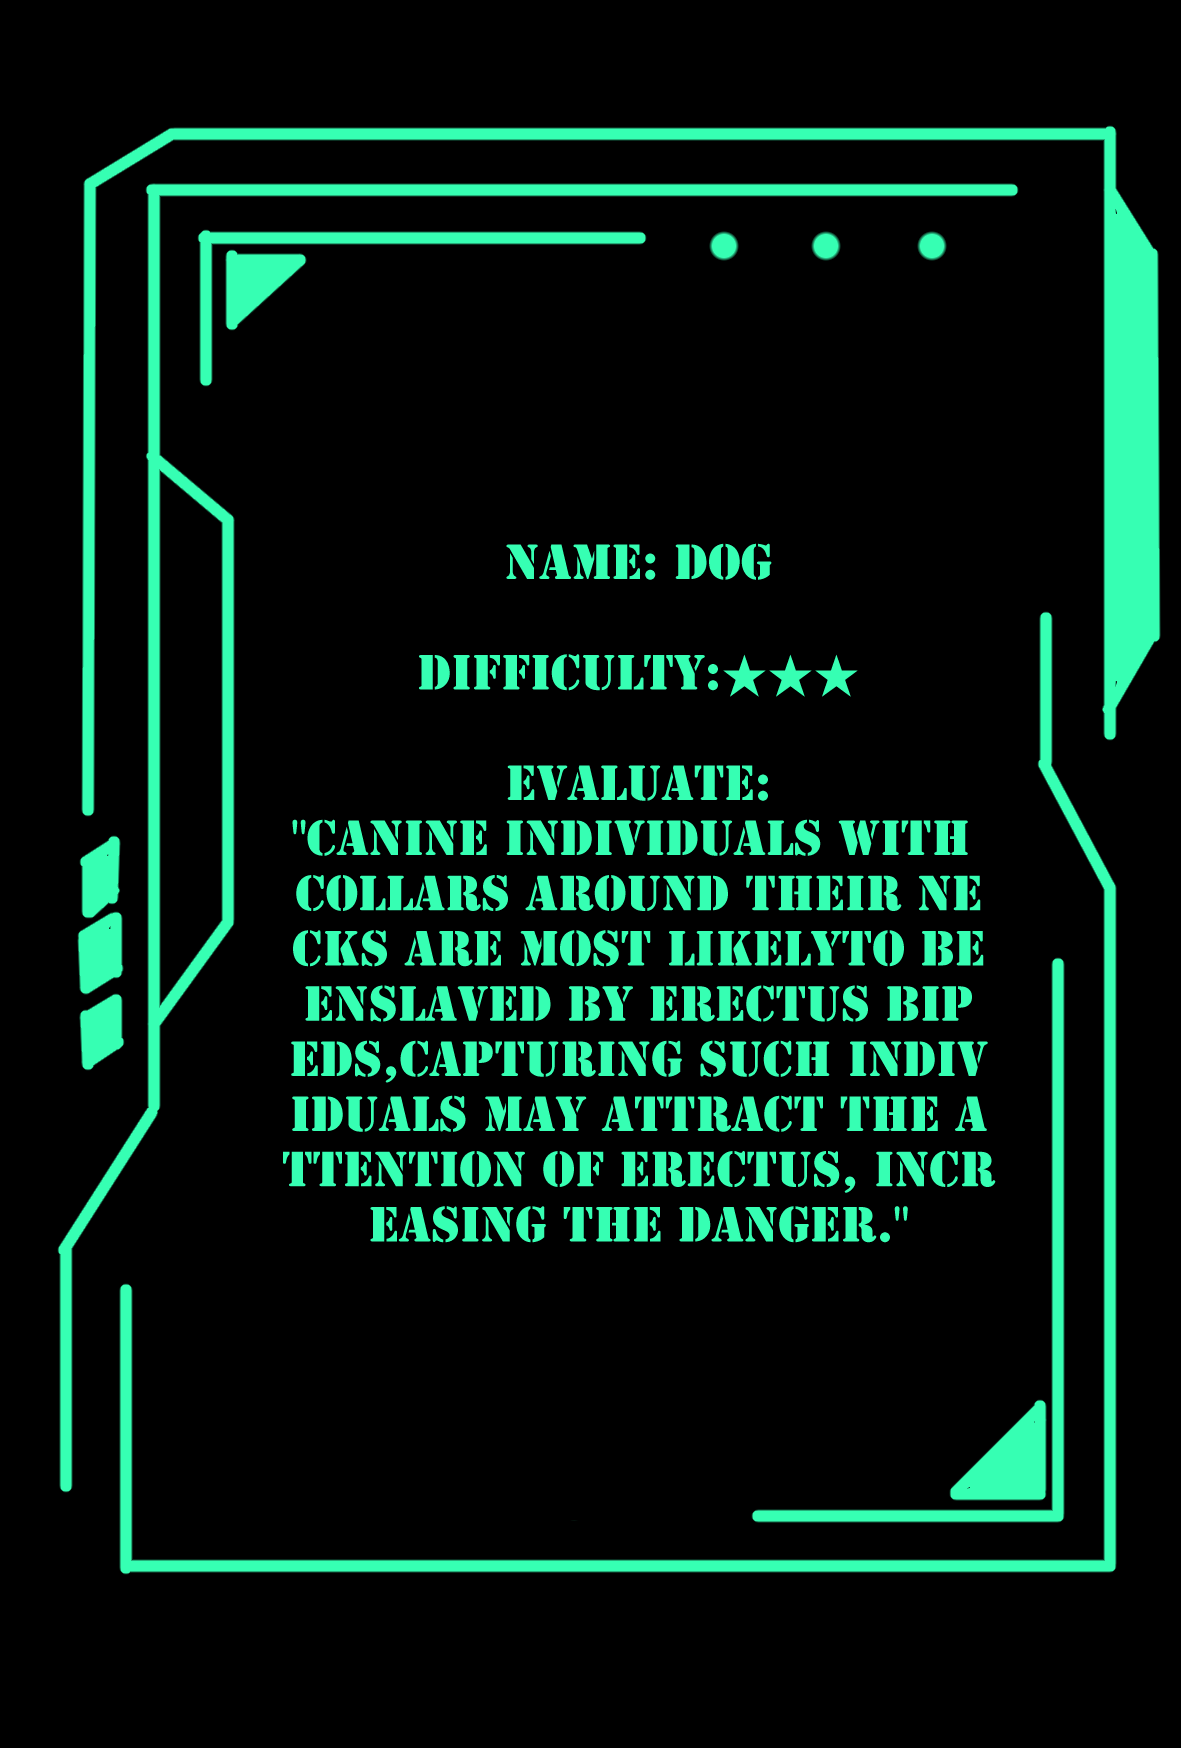 NAME: DOG
DIFFICULTY:★★★
EVALUATE:
"CANINE INDIVIDUALS WITH
COLLARS AROUND THEIR NE
CKS ARE MOST LIKELYTO BE
ENSLAVED BY ERECTUS BIP
EDS,CAPTURING SUCH INDIV
IDUALS MAY ATTRACT THE A
TTENTION OF ERECTUS, INCR
EASING THE DANGER."